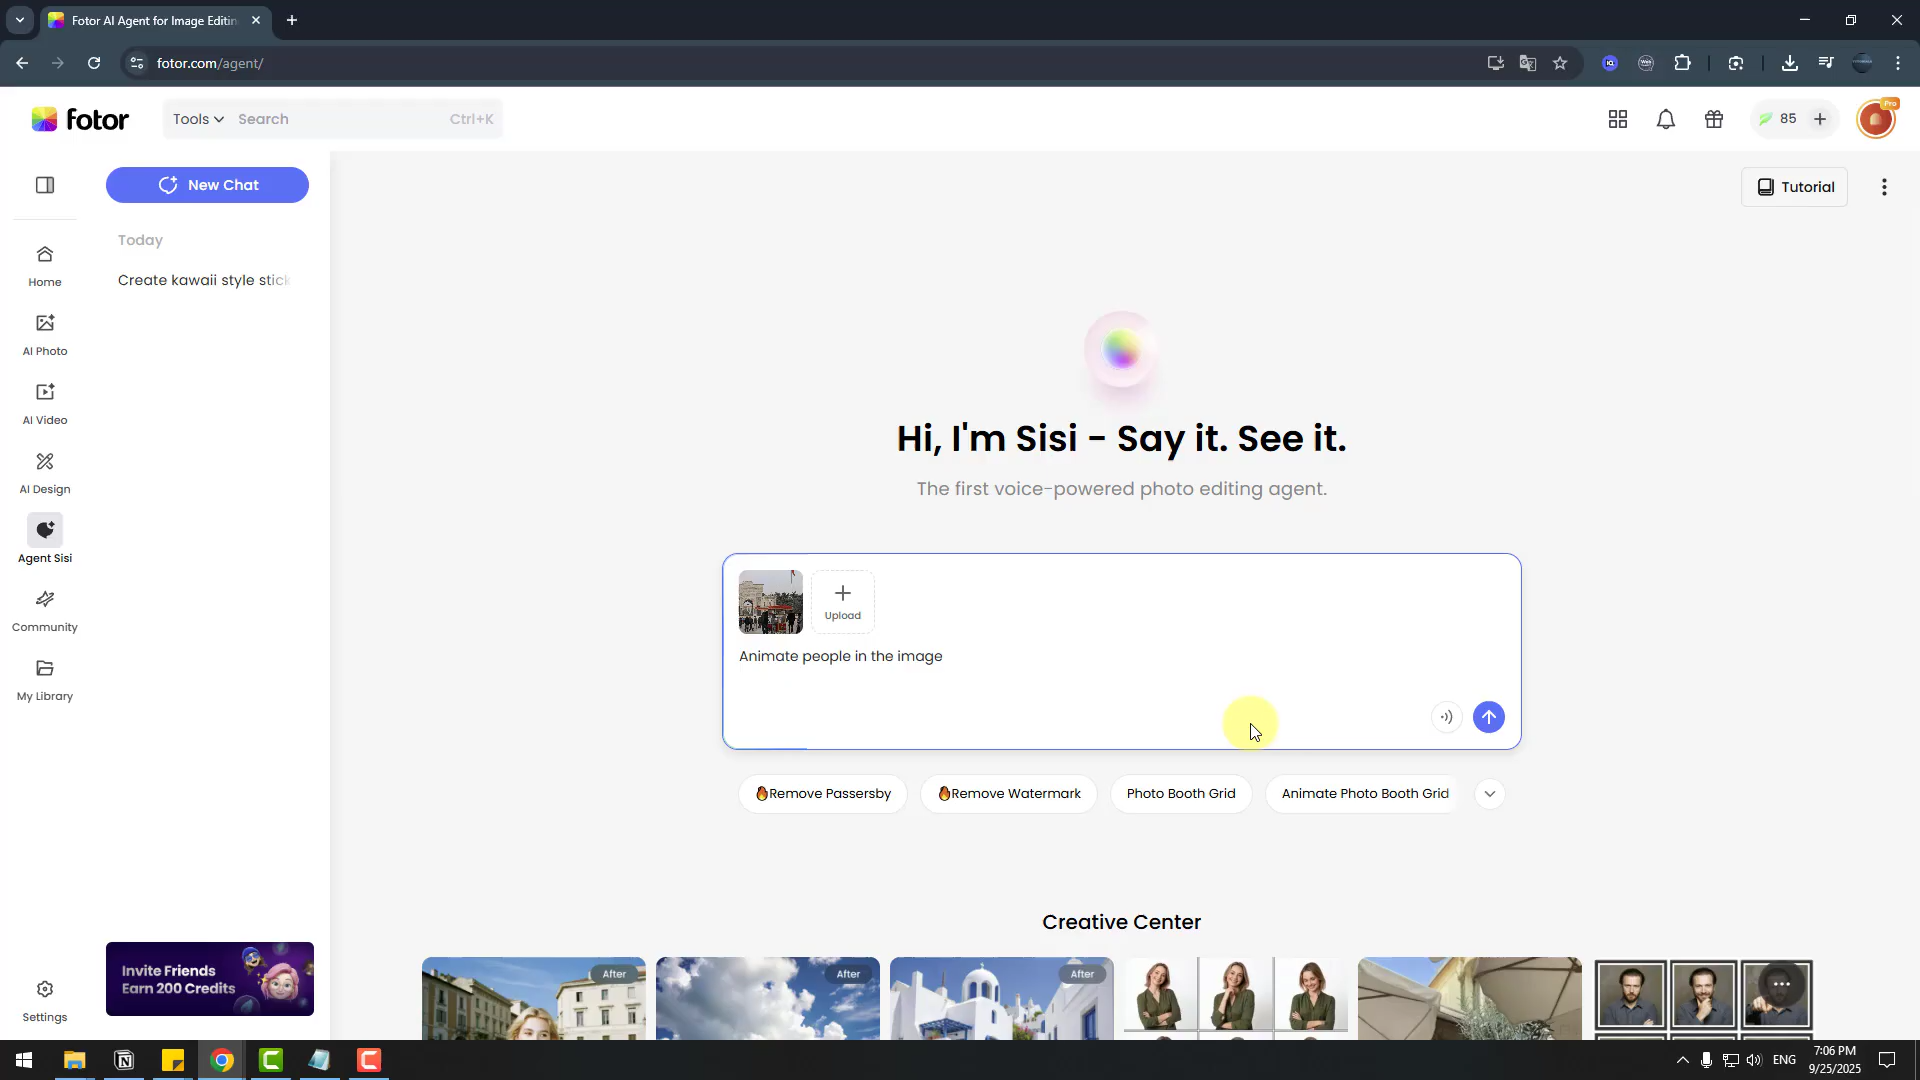 Fotor AI Agent for Image Editin
fotor.com/agent/
fotor
Tools
Search
Ctrl+K
85
Pro
New Chat
Tutorial
Today
Create kawaii style stick
Home
AI Photo
AI Video
AI Design
Agent Sisi
Community
My Library
Settings
Hi, I'm Sisi - Say it. See it.
The first voice-powered photo editing agent.
Upload
Animate people in the image
Remove Passersby
Remove Watermark
Photo Booth Grid
Animate Photo Booth Grid
Creative Center
After
After
After
Invite Friends
Earn 200 Credits
ENG
7:06 PM
9/25/2025